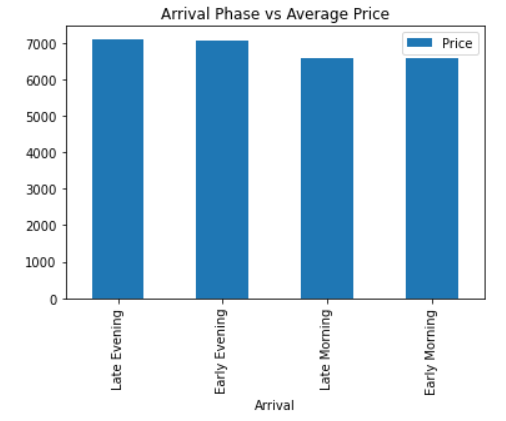 Arrival Phase vs Average Price
Price
7000
6000
5000
4000
3000
2000
1000
0
Late Evening
Early Evening
Late Morning
Early Morning
Arrival